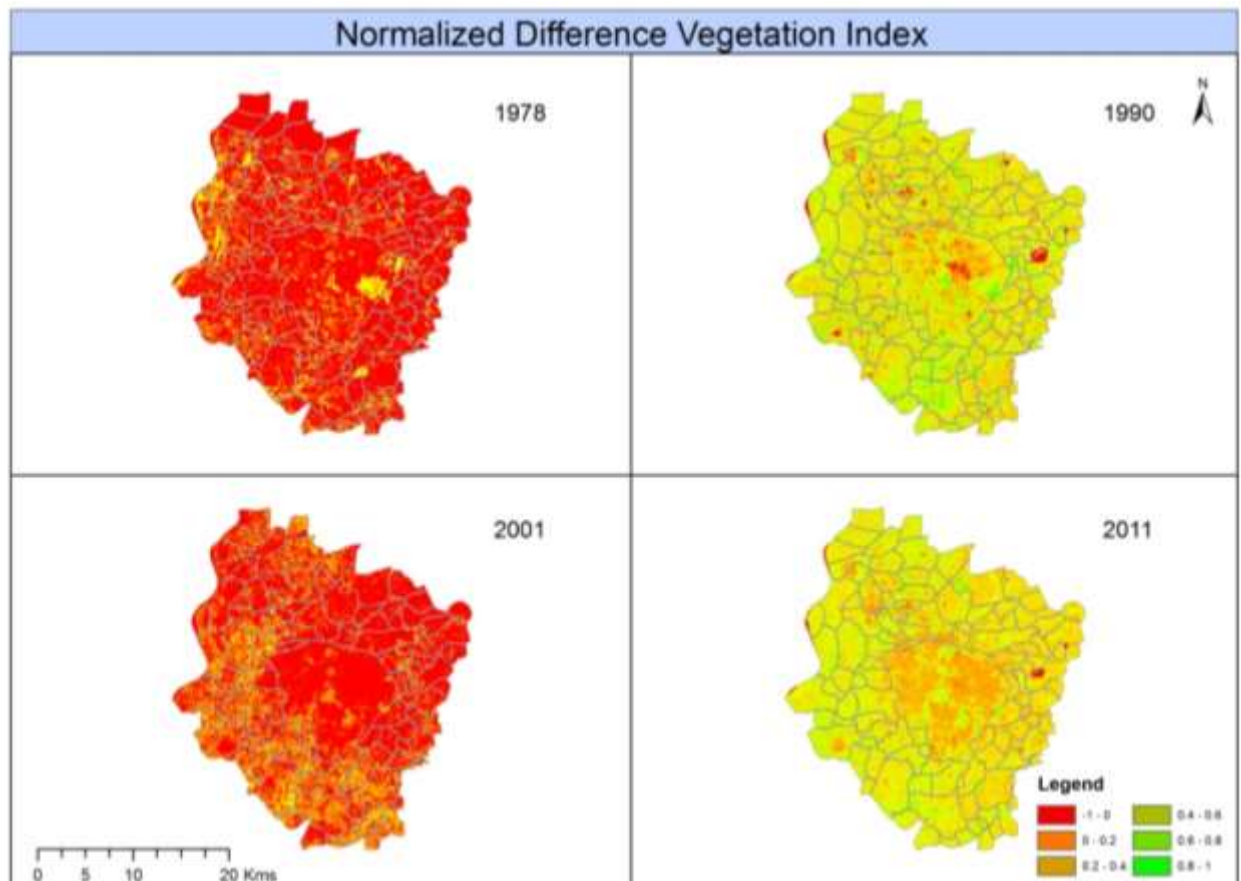 Normalized Difference Vegetation Index
1978
1990
N
2001
2011
Legend
-1 - 0
0.4 - 0.6
0 - 0.2
0.6 - 0.8
0.2 - 0.4
0.8 - 1
0 5 10 20 Kms